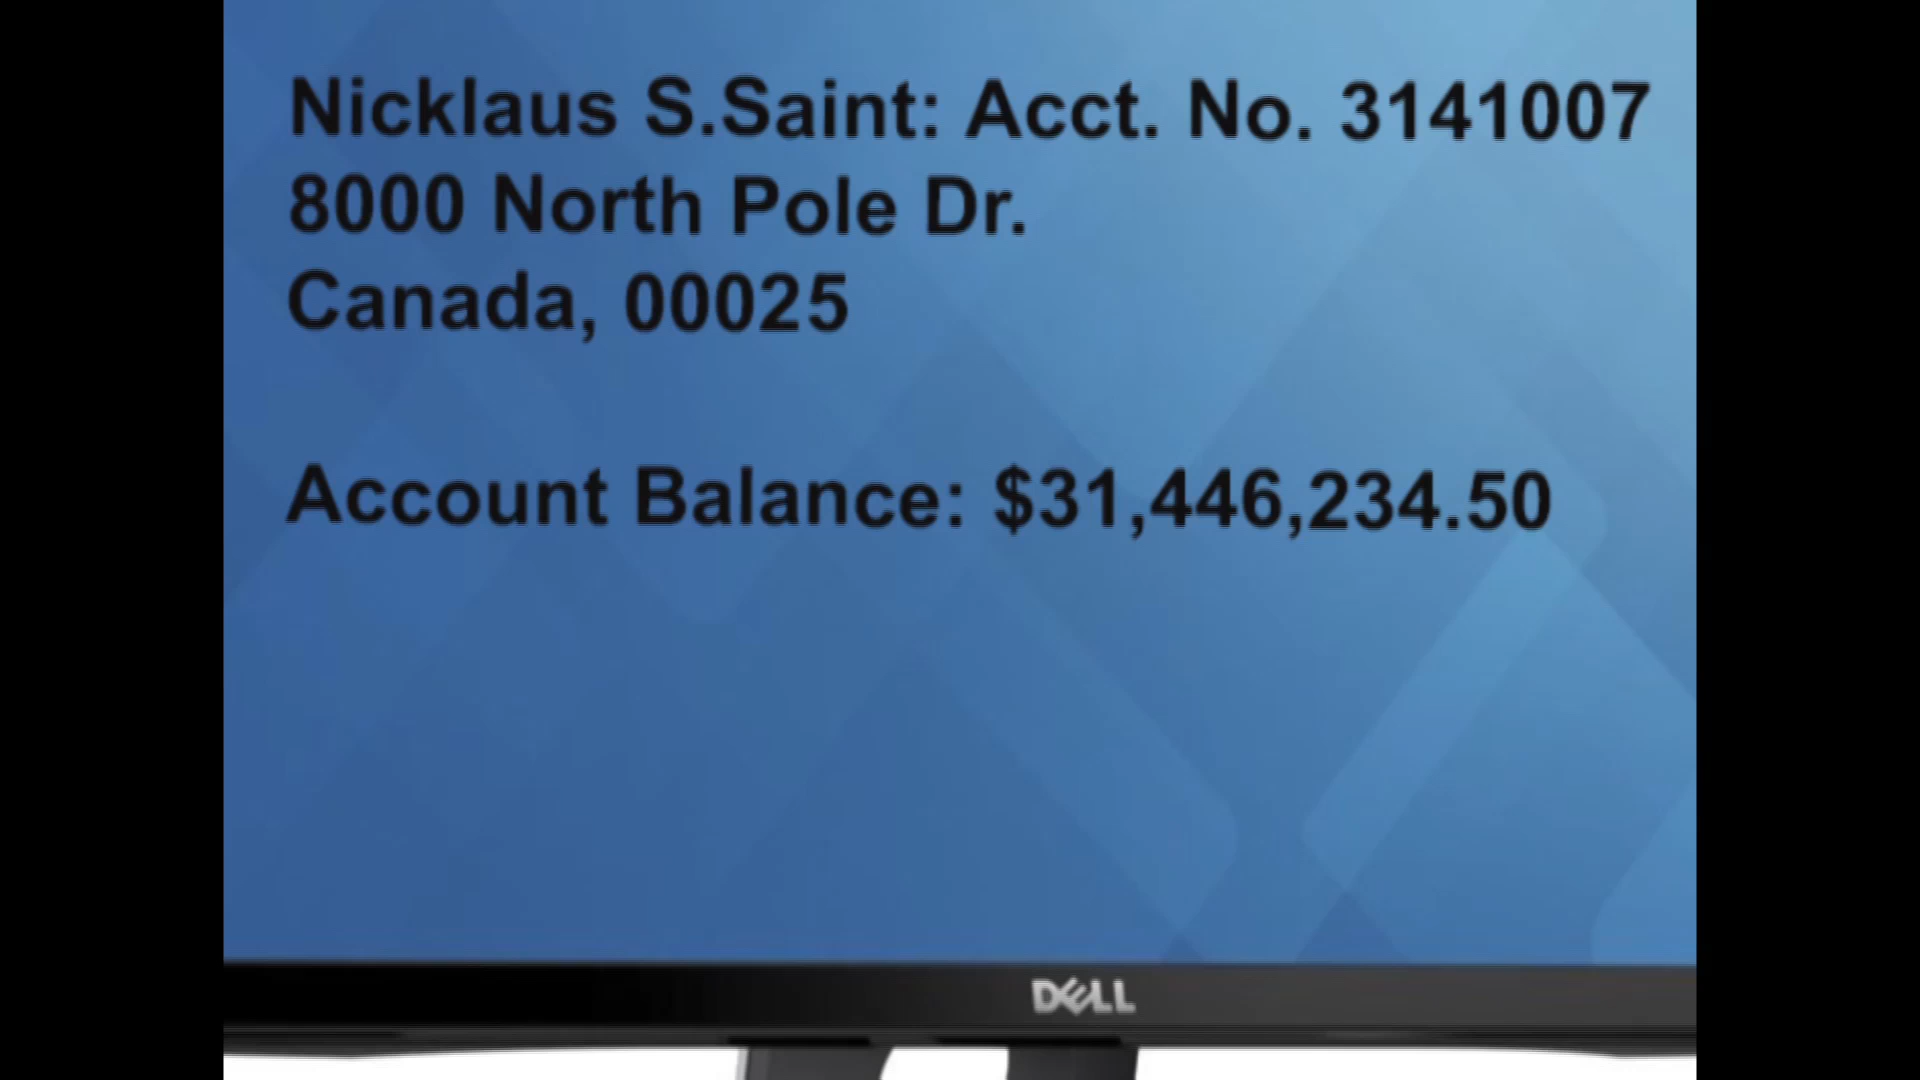 Nicklaus S.Saint: Acct. No. 3141007
8000 North Pole Dr.
Canada, 00025
Account Balance: $31,446,234.50
DELL